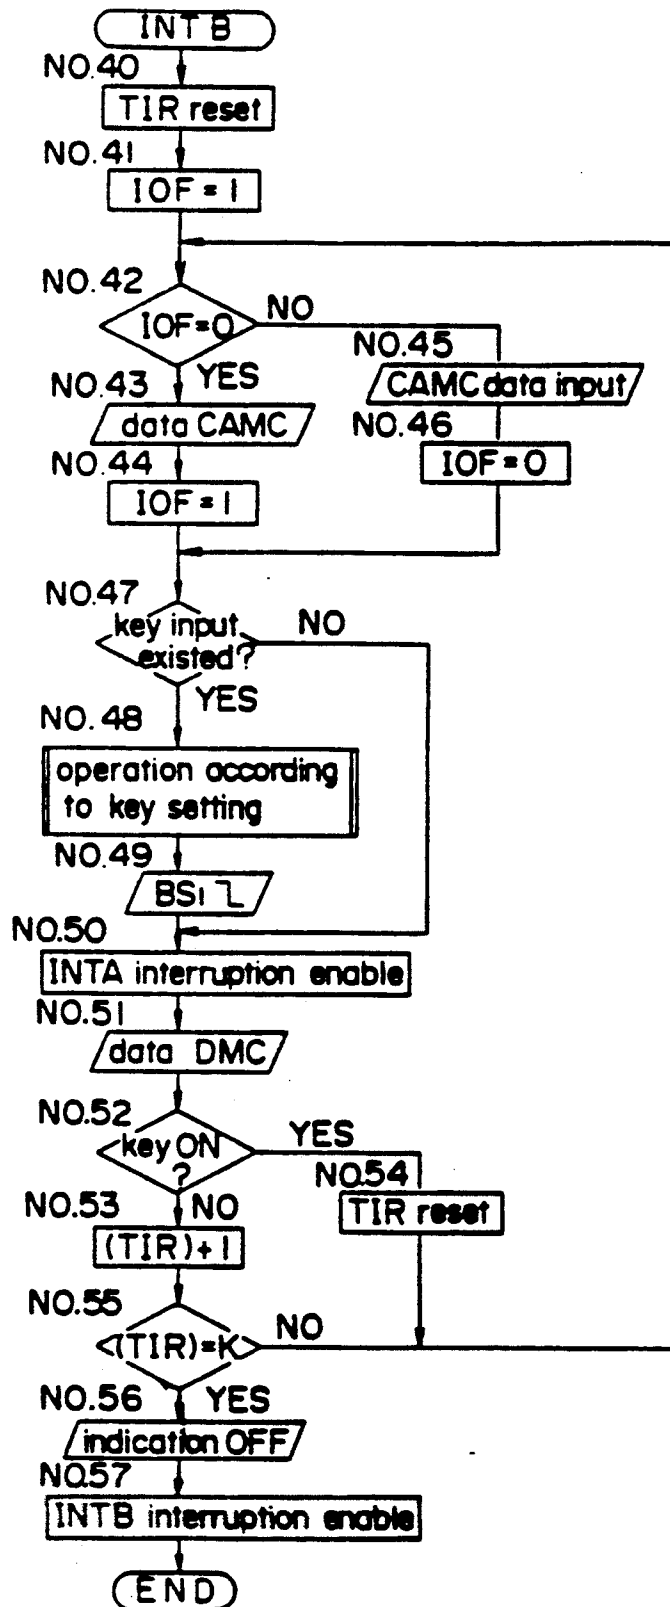 INT B
NO.40
TIR reset
NO.41
IOF = 1
NO.42
IOF=0
NO
YES
NO.45
CAMC data input
NO.43
data CAMC
NO.46
IOF = 0
NO.44
IOF = 1
NO.47
key input
existed?
NO
YES
NO.48
operation according
to key setting
NO.49
BS1
NO.50
INTA interruption enable
NO.51
data DMC
NO.52
key ON
?
YES
NO.54
TIR reset
NO.53
NO
(TIR)+1
NO.55
(TIR)=K
NO
NO.56
YES
indication OFF
NO.57
INTB interruption enable
END